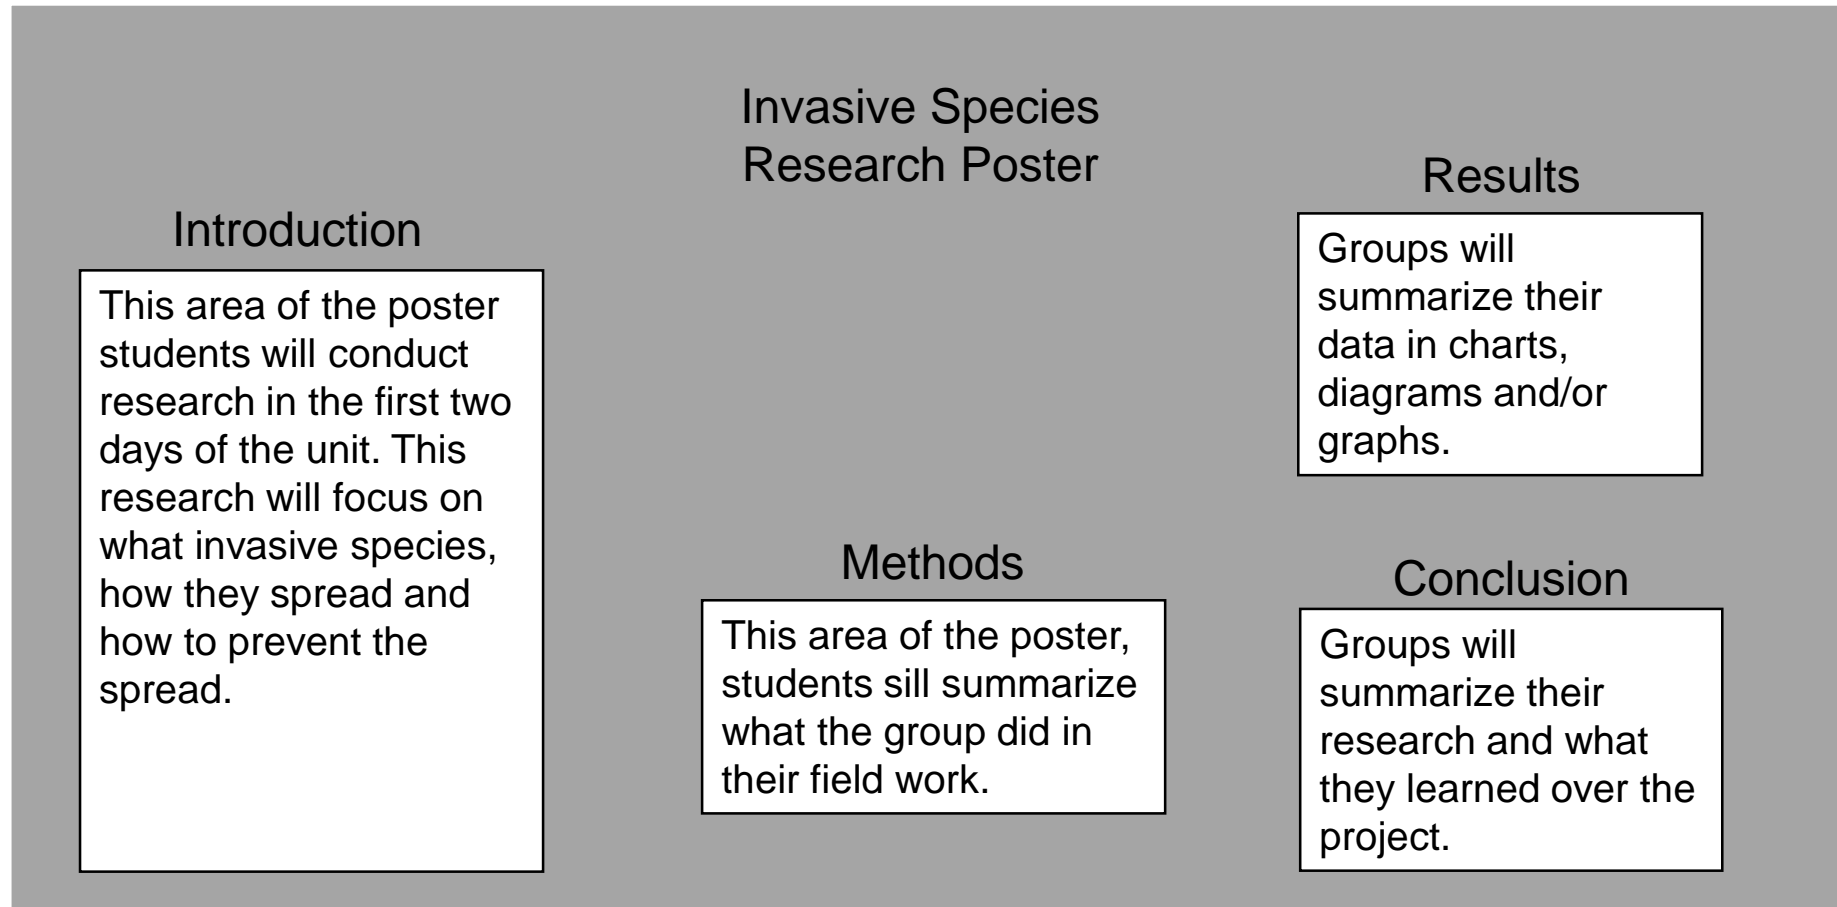 Invasive Species
Research Poster
Introduction
This area of the poster
students will conduct
research in the first two
days of the unit. This
research will focus on
what invasive species,
how they spread and
how to prevent the
spread.
Methods
This area of the poster,
students sill summarize
what the group did in
their field work.
Results
Groups will
summarize their
data in charts,
diagrams and/or
graphs.
Conclusion
Groups will
summarize their
research and what
they learned over the
project.